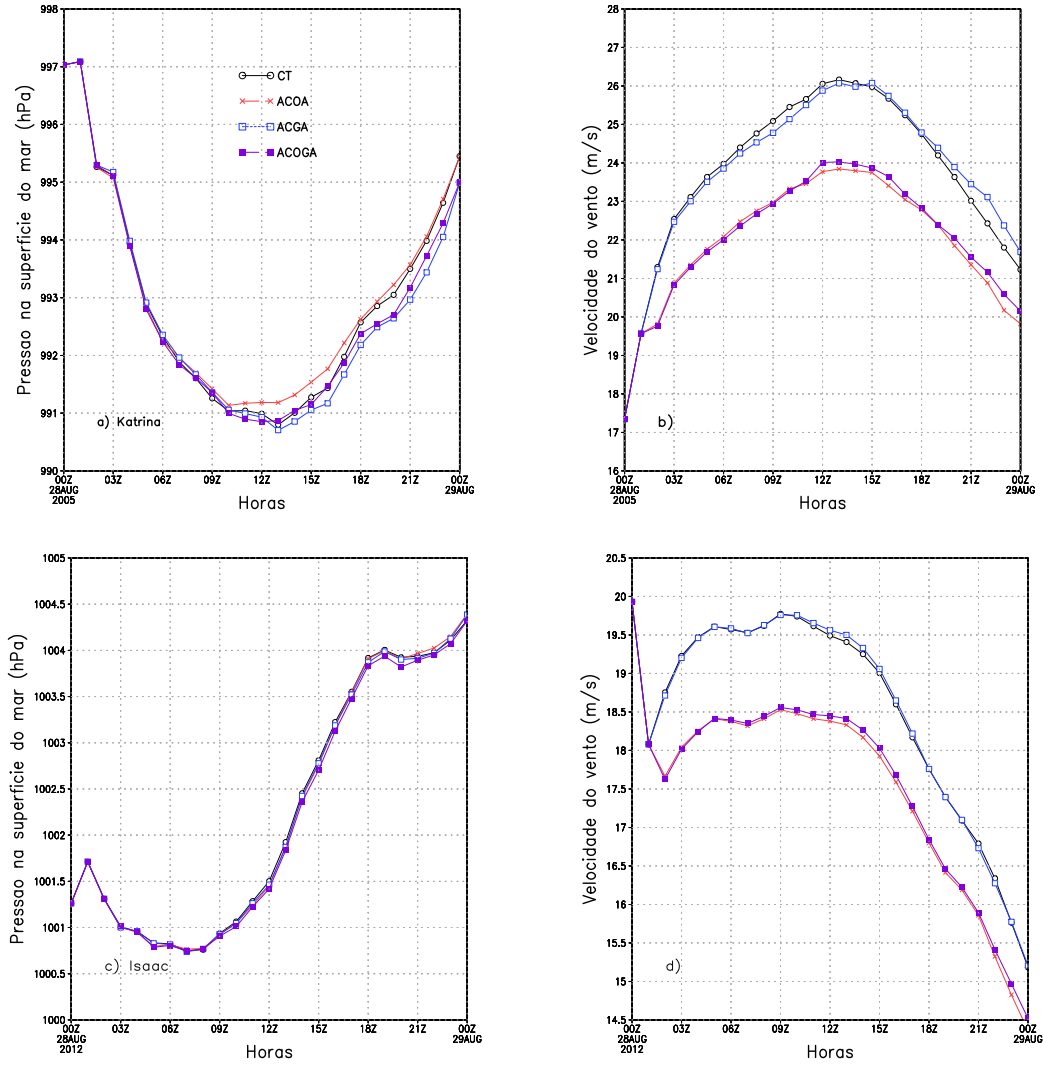 998
997
996
995
994
993
992
991
990
Pressao na superficie do mar (hPa)
CT
ACOA
ACGA
ACOGA
a) Katrina
00Z 03Z 06Z 09Z 12Z 15Z 18Z 21Z 00Z
28AUG 29AUG
2005
Horas
28
27
26
25
24
23
22
21
20
19
18
17
16
Velocidade do vento (m/s)
b)
00Z 03Z 06Z 09Z 12Z 15Z 18Z 21Z 00Z
28AUG 29AUG
2005
Horas
1005
1004.5
1004
1003.5
1003
1002.5
1002
1001.5
1001
1000.5
1000
Pressao na superficie do mar (hPa)
c) Isaac
00Z 03Z 06Z 09Z 12Z 15Z 18Z 21Z 00Z
28AUG 29AUG
2012
Horas
20.5
20
19.5
19
18.5
18
17.5
17
16.5
16
15.5
15
14.5
Velocidade do vento (m/s)
d)
00Z 03Z 06Z 09Z 12Z 15Z 18Z 21Z 00Z
28AUG 29AUG
2012
Horas